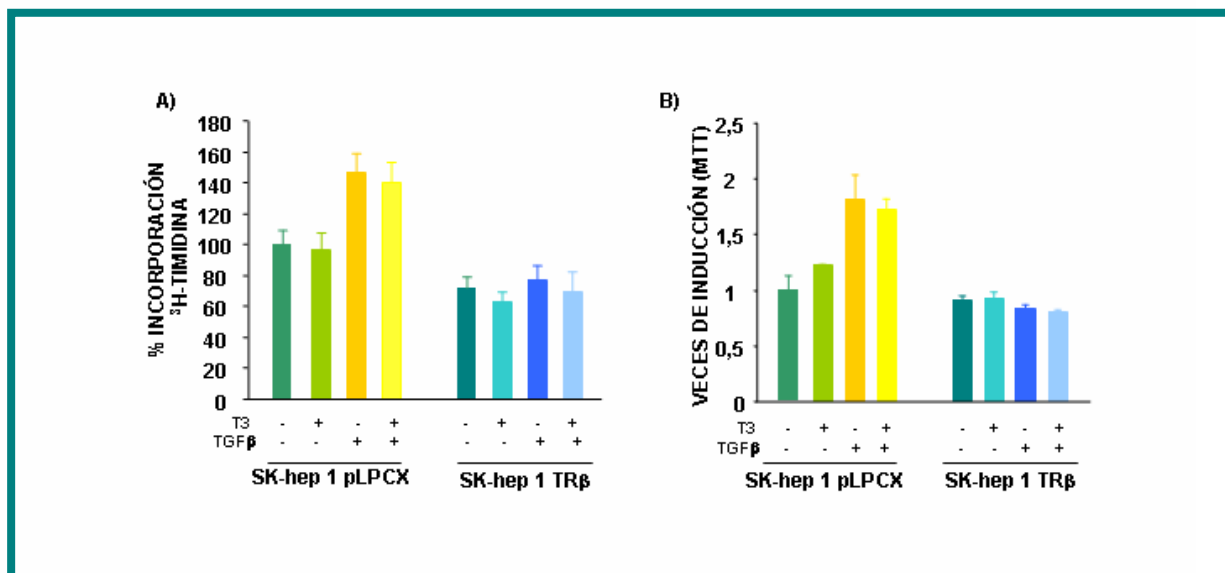 A)
% INCORPORACIÓN
³H-TIMIDINA
180
160
140
120
100
80
60
40
20
0
T3 - + - + - + - +
TGFβ - - + + - - + +
SK-hep 1 pLPCX SK-hep 1 TRβ
B)
VECES DE INDUCCIÓN (MTT)
2,5
2
1,5
1
0,5
0
T3 - + - + - + - +
TGFβ - - + + - - + +
SK-hep 1 pLPCX SK-hep 1 TRβ